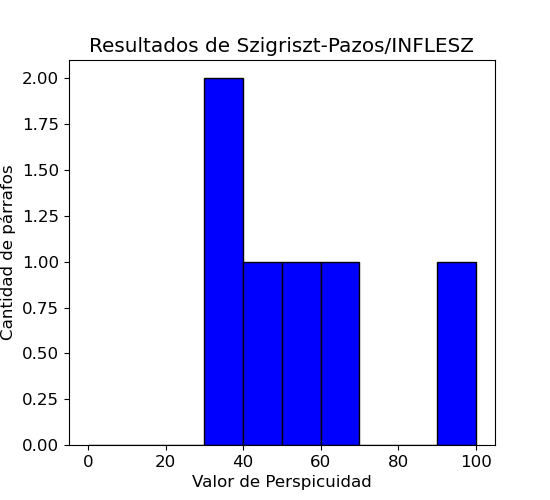 Resultados de Szigriszt-Pazos/INFLESZ
Cantidad de párrafos
2.00
1.75
1.50
1.25
1.00
0.75
0.50
0.25
0.00
0 20 40 60 80 100
Valor de Perspicuidad